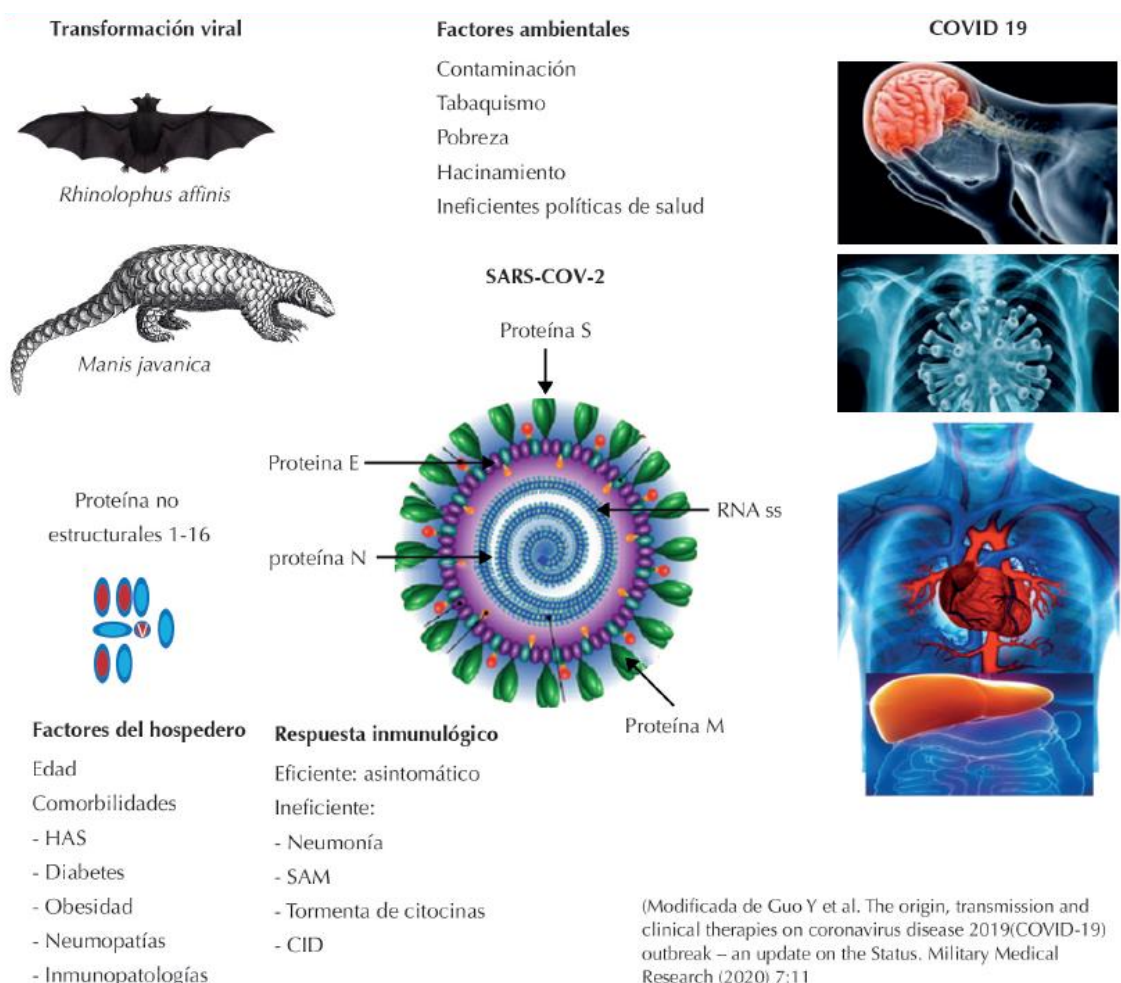 Transformación viral
Rhinolophus affinis
Manis javanica
Proteína no
estructurales 1-16
Factores ambientales
Contaminación
Tabaquismo
Pobreza
Hacinamiento
Ineficientes políticas de salud
SARS-COV-2
Proteína S
Proteina E
proteína N
RNA ss
Proteína M
COVID 19
Factores del hospedero
Edad
Comorbilidades
- HAS
- Diabetes
- Obesidad
- Neumopatías
- Inmunopatologías
Respuesta inmunulógico
Eficiente: asintomático
Ineficiente:
- Neumonía
- SAM
- Tormenta de citocinas
- CID
(Modificada de Guo Y et al. The origin, transmission and
clinical therapies on coronavirus disease 2019(COVID-19)
outbreak – an update on the Status. Military Medical
Research (2020) 7:11